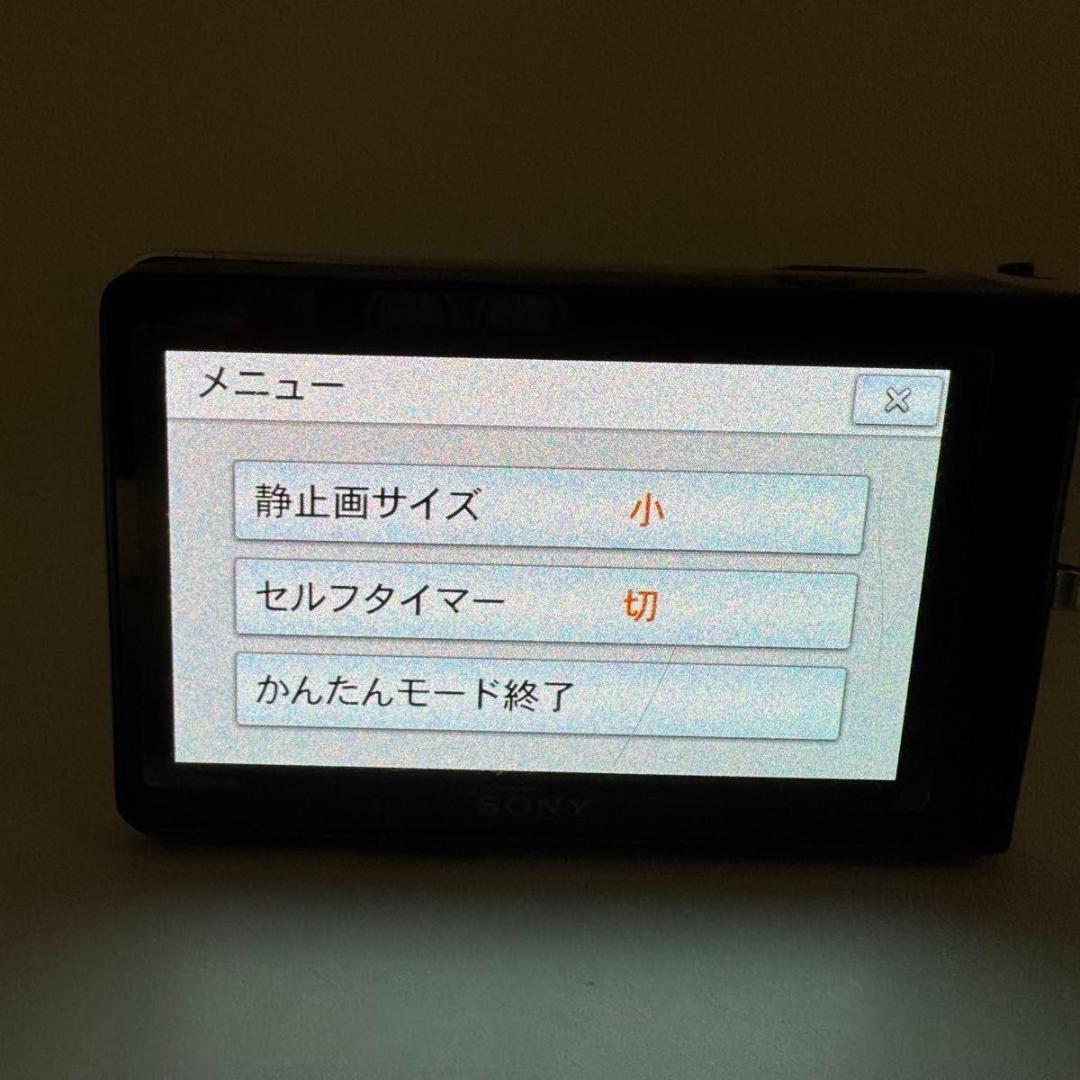 メニュー
静止画サイズ 小
セルフタイマー 切
かんたんモード終了
SONY